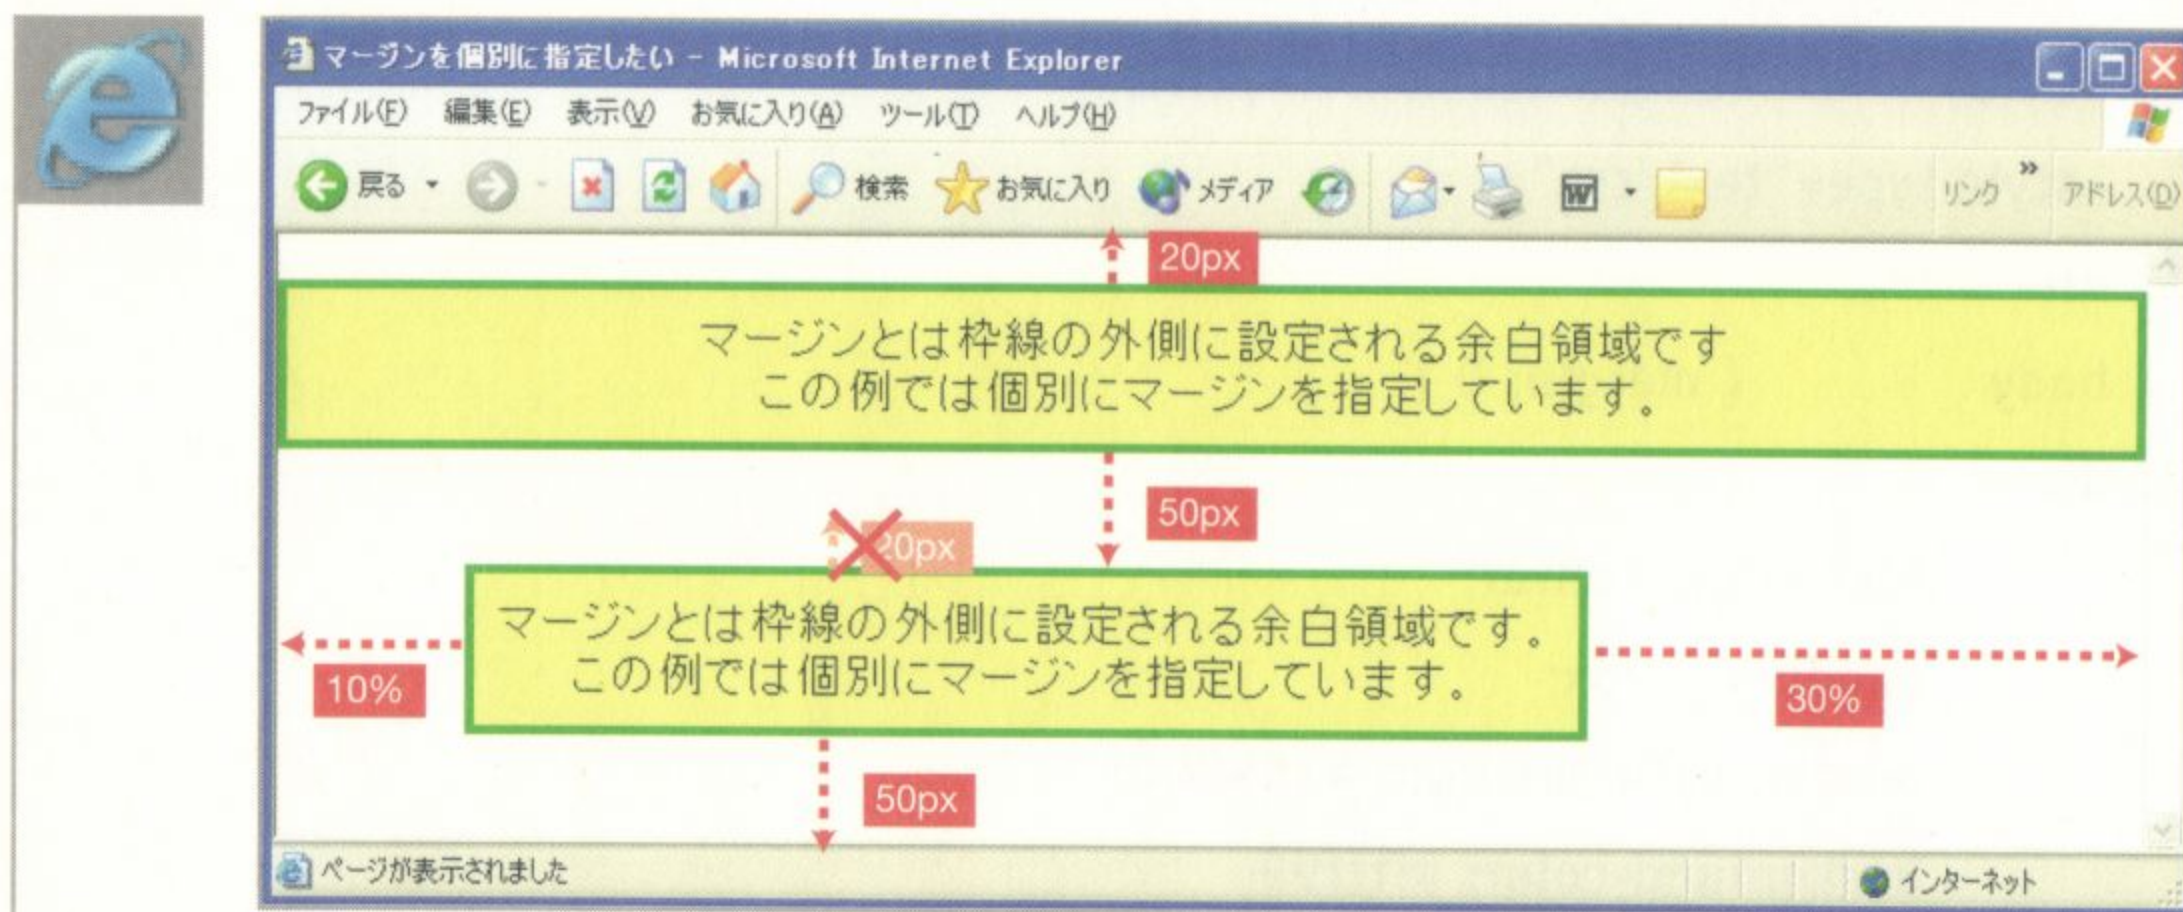 マージンを個別に指定したい - Microsoft Internet Explorer
ファイル(F) 編集(E) 表示(V) お気に入り(A) ツール(T) ヘルプ(H)
戻る 検索 お気に入り メディア W リンク » アドレス(D)
20px
マージンとは枠線の外側に設定される余白領域です
この例では個別にマージンを指定しています。
50px
20px
マージンとは枠線の外側に設定される余白領域です。
この例では個別にマージンを指定しています。
10%
30%
50px
ページが表示されました インターネット